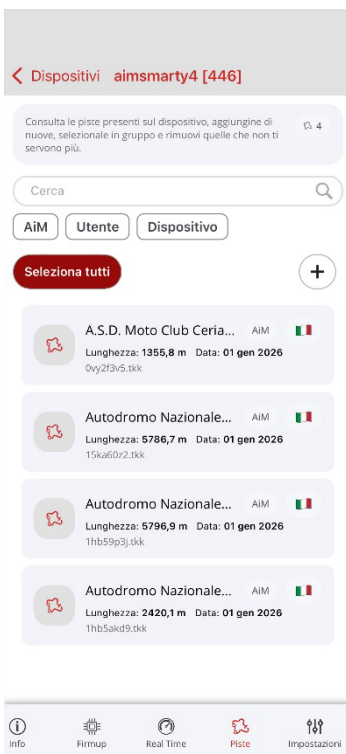 Dispositivi aimsmarty4 [446]
Consulta le piste presenti sul dispositivo, aggiungine di
nuove, selezionale in gruppo e rimuovi quelle che non ti
servono più.
4
Cerca
AiM Utente Dispositivo
Seleziona tutti
+
A.S.D. Moto Club Ceria... AiM
Lunghezza: 1355,8 m Data: 01 gen 2026
0vy2f3v5.tkk
Autodromo Nazionale... AiM
Lunghezza: 5786,7 m Data: 01 gen 2026
15ka60z2.tkk
Autodromo Nazionale... AiM
Lunghezza: 5796,9 m Data: 01 gen 2026
1hb59p3j.tkk
Autodromo Nazionale... AiM
Lunghezza: 2420,1 m Data: 01 gen 2026
1hb5akd9.tkk
Info Firmup Real Time Piste Impostazioni